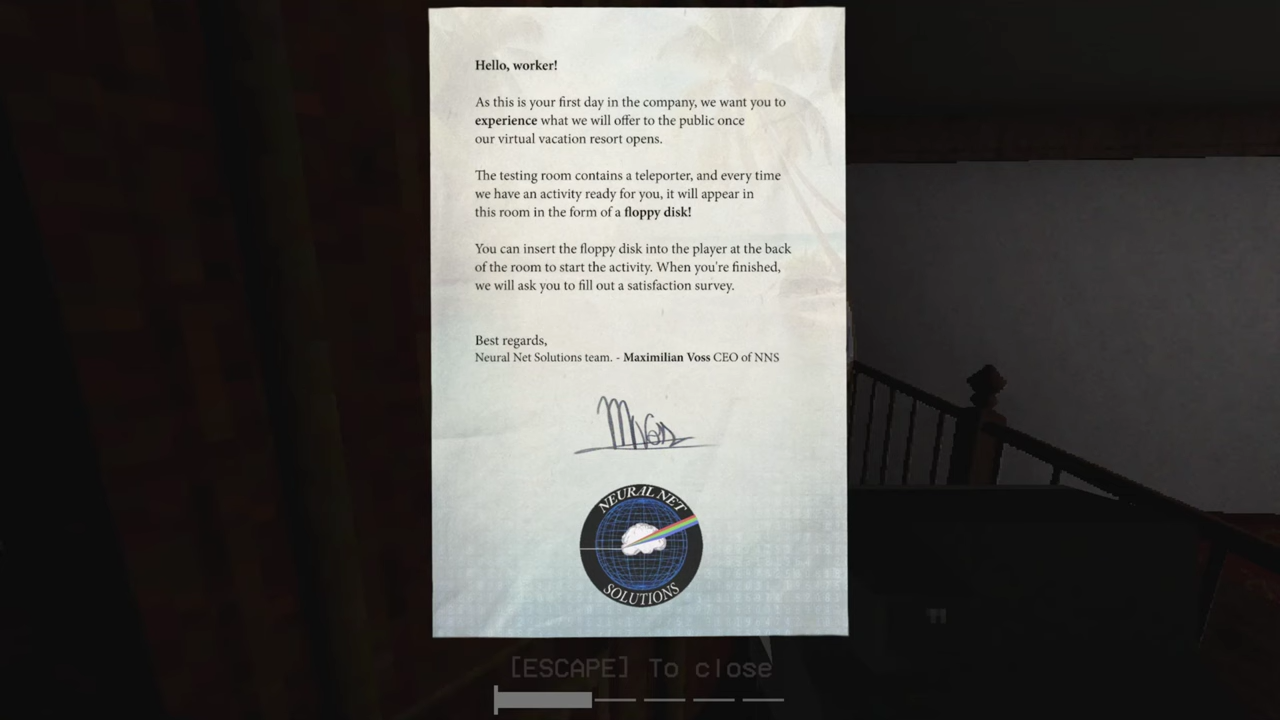 Hello, worker!
As this is your first day in the company, we want you to
experience what we will offer to the public once
our virtual vacation resort opens.
The testing room contains a teleporter, and every time
we have an activity ready for you, it will appear in
this room in the form of a floppy disk!
You can insert the floppy disk into the player at the back
of the room to start the activity. When you're finished,
we will ask you to fill out a satisfaction survey.
Best regards,
Neural Net Solutions team. - Maximilian Voss CEO of NNS
MVoss
NEURAL NET
SOLUTIONS
[ESCAPE] To close